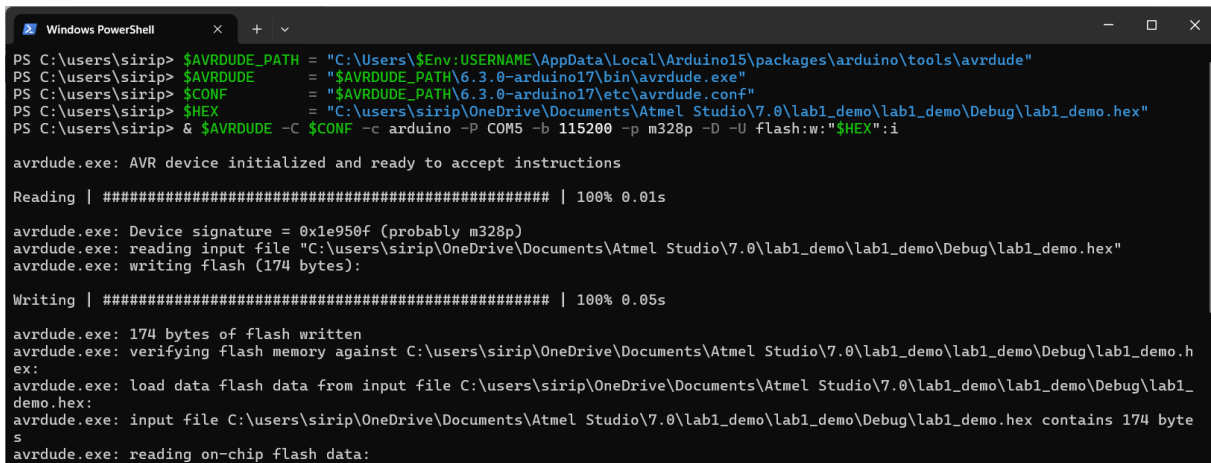 Windows PowerShell
PS C:\users\sirip> $AVRDUDE_PATH = "C:\Users\$Env:USERNAME\AppData\Local\Arduino15\packages\arduino\tools\avrdude"
PS C:\users\sirip> $AVRDUDE      = "$AVRDUDE_PATH\6.3.0-arduino17\bin\avrdude.exe"
PS C:\users\sirip> $CONF         = "$AVRDUDE_PATH\6.3.0-arduino17\etc\avrdude.conf"
PS C:\users\sirip> $HEX          = "C:\users\sirip\OneDrive\Documents\Atmel Studio\7.0\lab1_demo\lab1_demo\Debug\lab1_demo.hex"
PS C:\users\sirip> & $AVRDUDE -C $CONF -c arduino -P COM5 -b 115200 -p m328p -D -U flash:w:"$HEX":i
avrdude.exe: AVR device initialized and ready to accept instructions
Reading | ################################################## | 100% 0.01s
avrdude.exe: Device signature = 0x1e950f (probably m328p)
avrdude.exe: reading input file "C:\users\sirip\OneDrive\Documents\Atmel Studio\7.0\lab1_demo\lab1_demo\Debug\lab1_demo.hex"
avrdude.exe: writing flash (174 bytes):
Writing | ################################################## | 100% 0.05s
avrdude.exe: 174 bytes of flash written
avrdude.exe: verifying flash memory against C:\users\sirip\OneDrive\Documents\Atmel Studio\7.0\lab1_demo\lab1_demo\Debug\lab1_demo.h
ex:
avrdude.exe: load data flash data from input file C:\users\sirip\OneDrive\Documents\Atmel Studio\7.0\lab1_demo\lab1_demo\Debug\lab1_
demo.hex:
avrdude.exe: input file C:\users\sirip\OneDrive\Documents\Atmel Studio\7.0\lab1_demo\lab1_demo\Debug\lab1_demo.hex contains 174 byte
s
avrdude.exe: reading on-chip flash data: